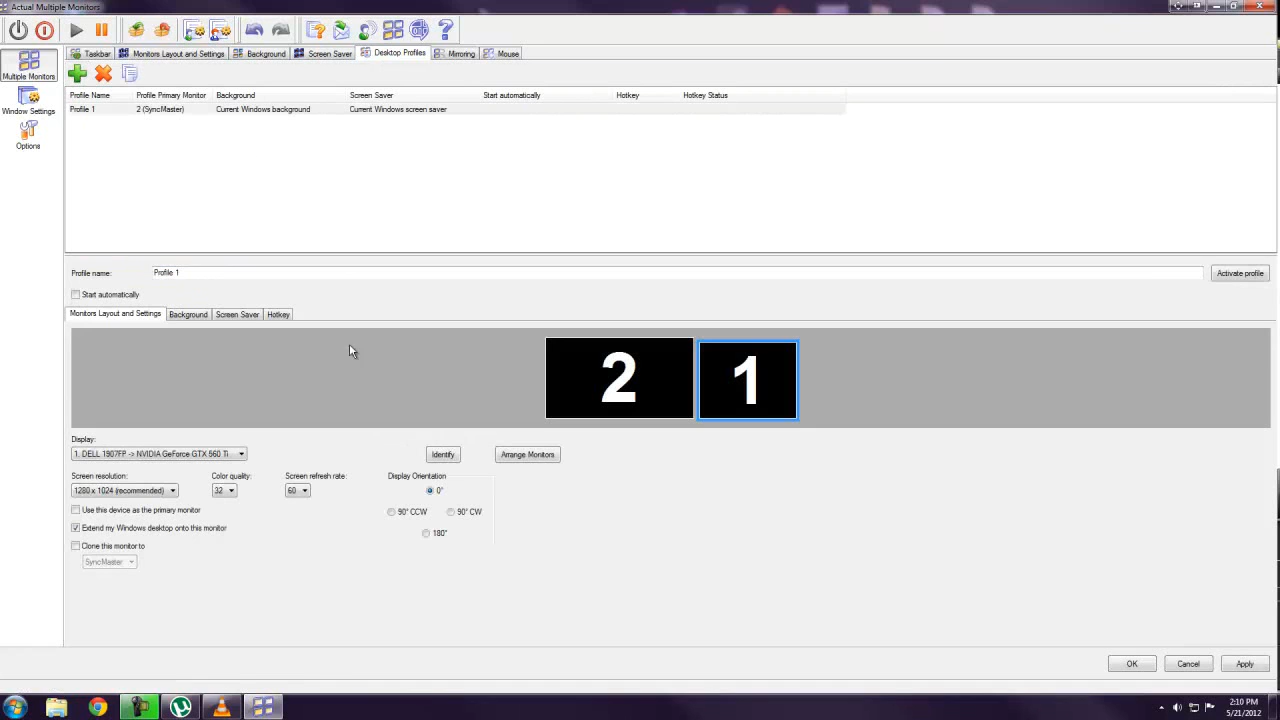 Actual Multiple Monitors
Multiple Monitors
Window Settings
Options
Taskbar Monitors Layout and Settings Background Screen Saver Desktop Profiles Mirroring Mouse
Profile Name Profile Primary Monitor Background Screen Saver Start automatically Hotkey Hotkey Status
Profile 1 2 (SyncMaster) Current Windows background Current Windows screen saver
Profile name: Profile 1 Activate profile
Start automatically
Monitors Layout and Settings Background Screen Saver Hotkey
2 1
Display:
1. DELL 1907FP -> NVIDIA GeForce GTX 560 Ti Identify Arrange Monitors
Screen resolution: Color quality: Screen refresh rate: Display Orientation
1280 x 1024 (recommended) 32 60 0°
Use this device as the primary monitor 90° CCW 90° CW
Extend my Windows desktop onto this monitor 180°
Clone this monitor to
SyncMaster
OK Cancel Apply
2:10 PM
5/21/2012